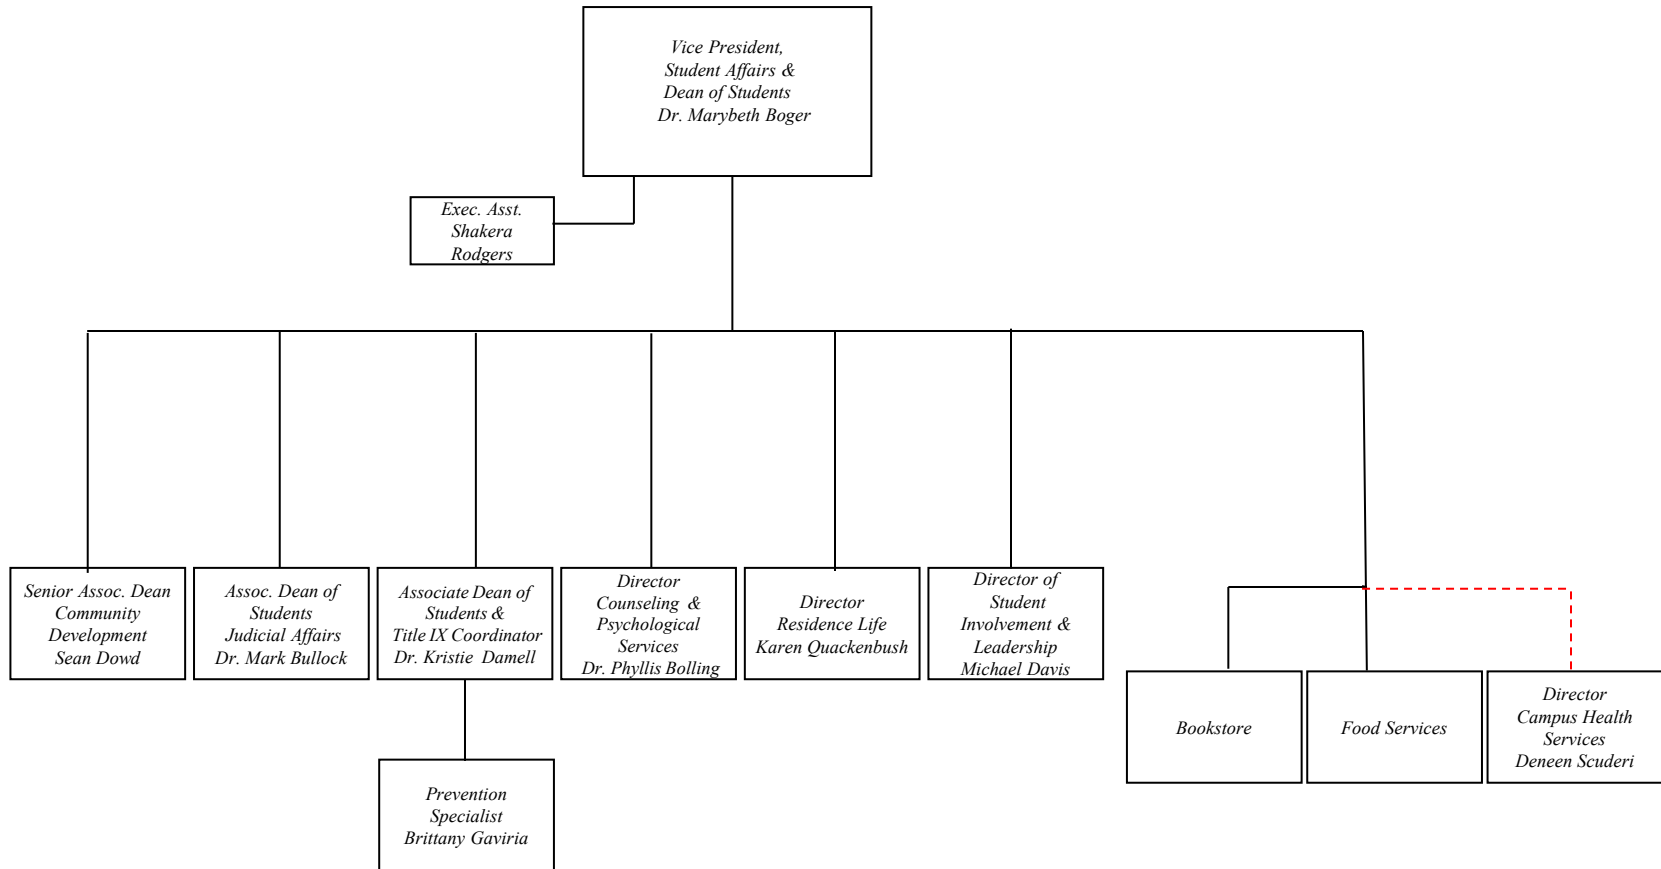 Vice President,
Student Affairs &
Dean of Students
Dr. Marybeth Boger
Exec. Asst.
Shakera
Rodgers
Senior Assoc. Dean
Community
Development
Sean Dowd
Assoc. Dean of
Students
Judicial Affairs
Dr. Mark Bullock
Associate Dean of
Students &
Title IX Coordinator
Dr. Kristie Damell
Director
Counseling &
Psychological
Services
Dr. Phyllis Bolling
Director
Residence Life
Karen Quackenbush
Director of
Student
Involvement &
Leadership
Michael Davis
Bookstore
Food Services
Director
Campus Health
Services
Deneen Scuderi
Prevention
Specialist
Brittany Gaviria